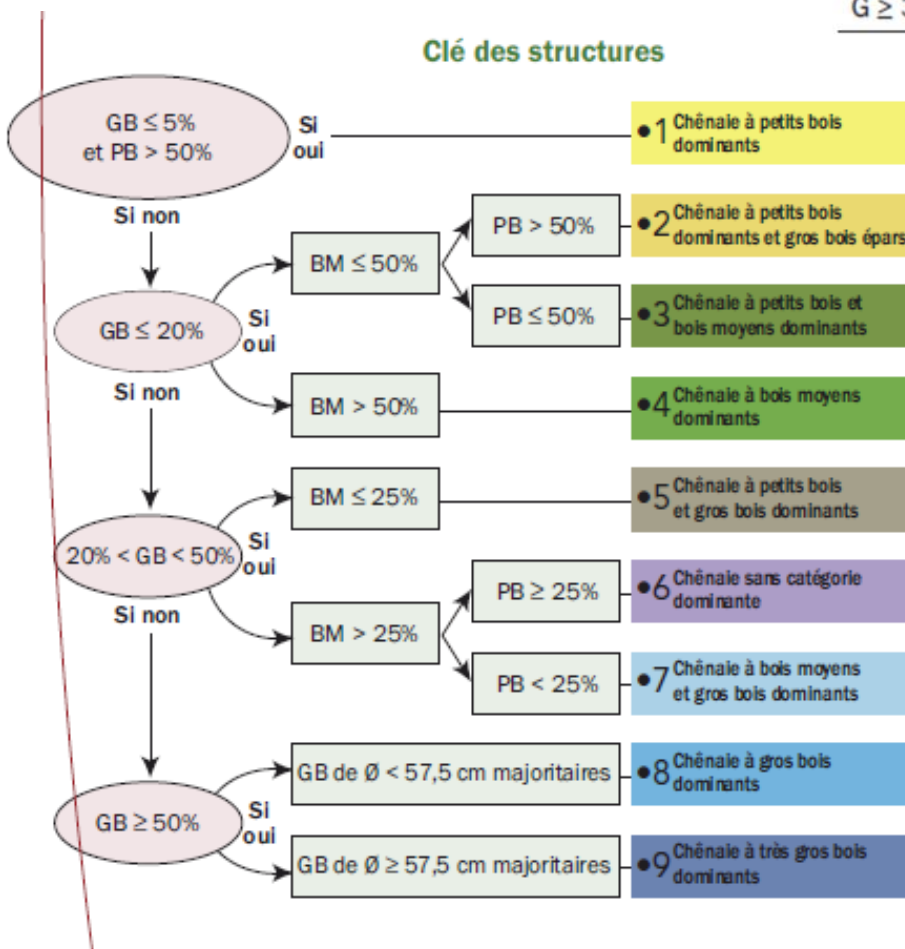 G ≥ 3
Clé des structures
GB ≤ 5%
et PB > 50%
Si
oui
•1 Chênaie à petits bois
dominants
Si non
BM ≤ 50%
PB > 50%
•2 Chênaie à petits bois
dominants et gros bois épars
GB ≤ 20%
Si
oui
PB ≤ 50%
•3 Chênaie à petits bois et
bois moyens dominants
Si non
BM > 50%
•4 Chênaie à bois moyens
dominants
BM ≤ 25%
•5 Chênaie à petits bois
et gros bois dominants
20% < GB < 50%
Si
oui
Si non
BM > 25%
PB ≥ 25%
•6 Chênaie sans catégorie
dominante
PB < 25%
•7 Chênaie à bois moyens
et gros bois dominants
GB de Ø < 57,5 cm majoritaires
•8 Chênaie à gros bois
dominants
GB ≥ 50%
Si
oui
GB de Ø ≥ 57,5 cm majoritaires
•9 Chênaie à très gros bois
dominants